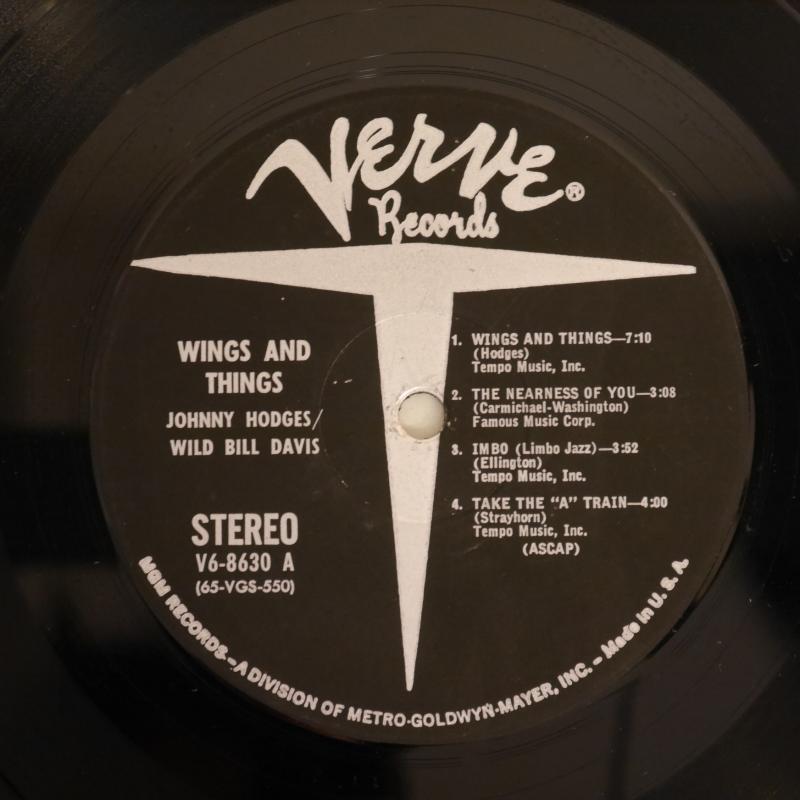 Verve®
Records
WINGS AND
THINGS
JOHNNY HODGES/
WILD BILL DAVIS
STEREO
V6-8630 A
(65-VGS-550)
1. WINGS AND THINGS—7:10
(Hodges)
Tempo Music, Inc.
2. THE NEARNESS OF YOU—3:08
(Carmichael-Washington)
Famous Music Corp.
3. IMBO (Limbo Jazz)—3:52
(Ellington)
Tempo Music, Inc.
4. TAKE THE "A" TRAIN—4:00
(Strayhorn)
Tempo Music, Inc.
(ASCAP)
MGM RECORDS—A DIVISION OF METRO-GOLDWYN-MAYER, INC. – Made in U. S. A.